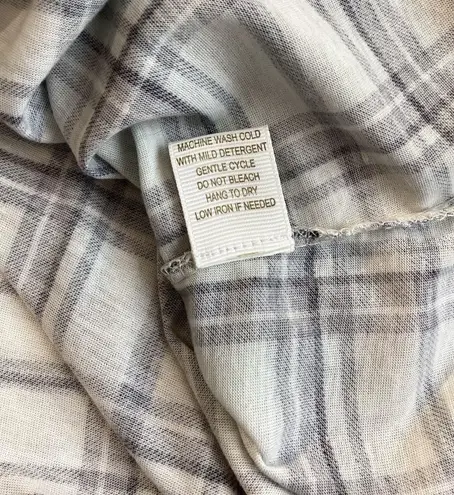 MACHINE WASH COLD
WITH MILD DETERGENT
GENTLE CYCLE
DO NOT BLEACH
HANG TO DRY
LOW IRON IF NEEDED